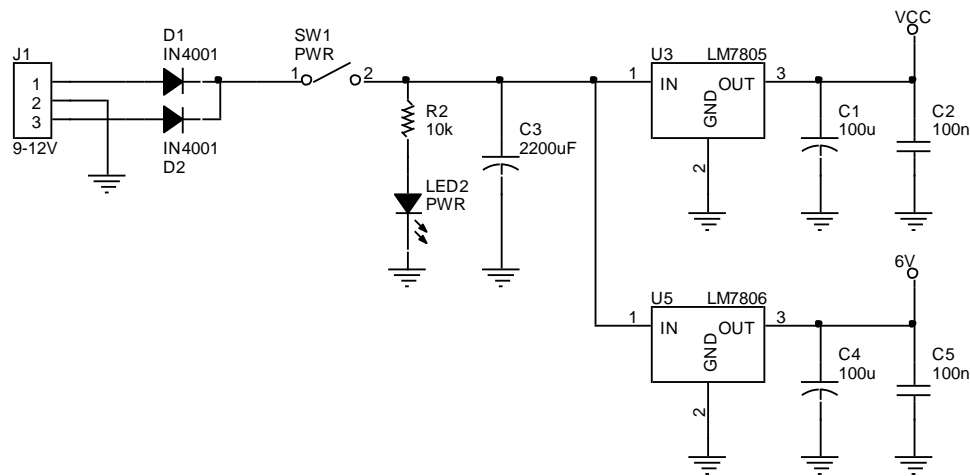 J1
1
2
3
9-12V
D1
IN4001
IN4001
D2
SW1
PWR
1
2
R2
10k
LED2
PWR
C3
2200uF
U3
LM7805
1
IN
OUT
GND
3
2
VCC
C1
100u
C2
100n
U5
LM7806
1
IN
OUT
GND
3
2
6V
C4
100u
C5
100n